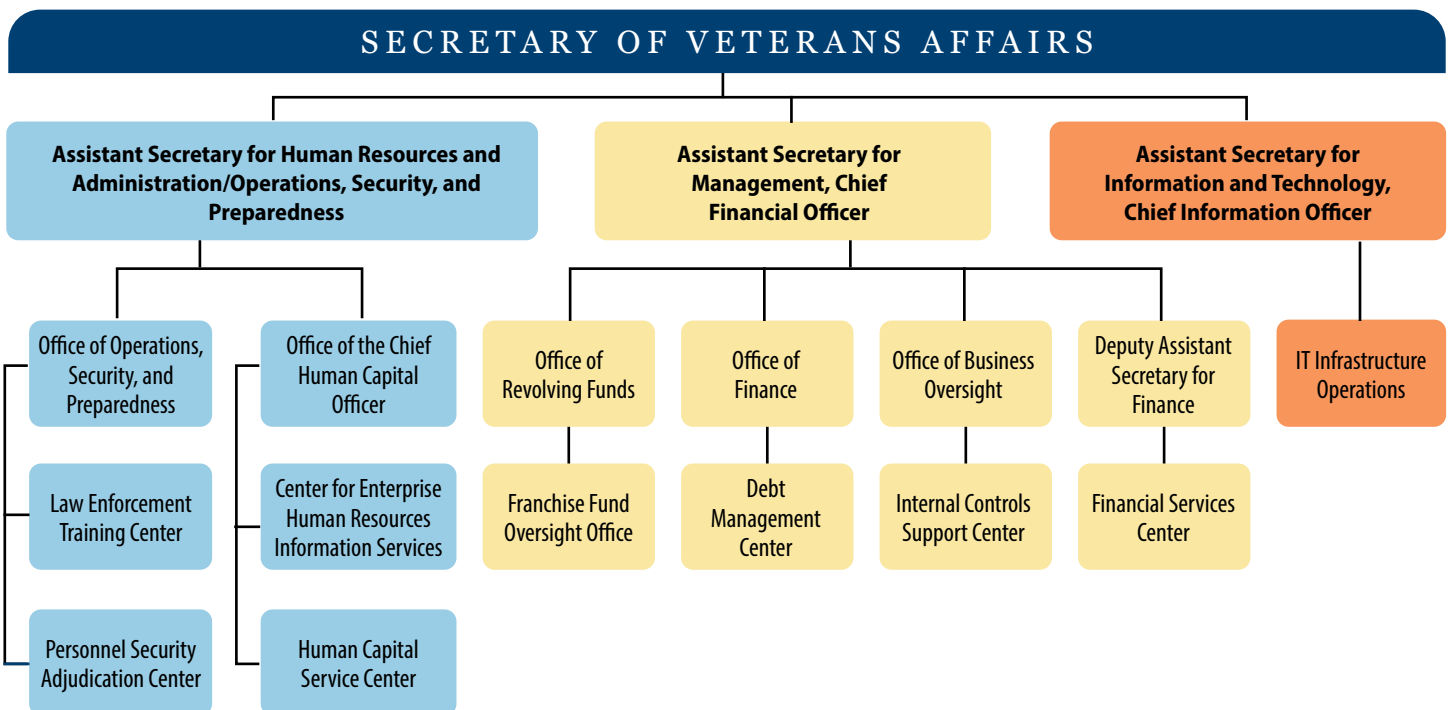 SECRETARY OF VETERANS AFFAIRS
Assistant Secretary for Human Resources and
Administration/Operations, Security, and
Preparedness
Assistant Secretary for
Management, Chief
Financial Officer
Assistant Secretary for
Information and Technology,
Chief Information Officer
Office of Operations,
Security, and
Preparedness
Office of the Chief
Human Capital
Officer
Office of
Revolving Funds
Office of
Finance
Office of Business
Oversight
Deputy Assistant
Secretary for
Finance
IT Infrastructure
Operations
Law Enforcement
Training Center
Center for Enterprise
Human Resources
Information Services
Franchise Fund
Oversight Office
Debt
Management
Center
Internal Controls
Support Center
Financial Services
Center
Personnel Security
Adjudication Center
Human Capital
Service Center